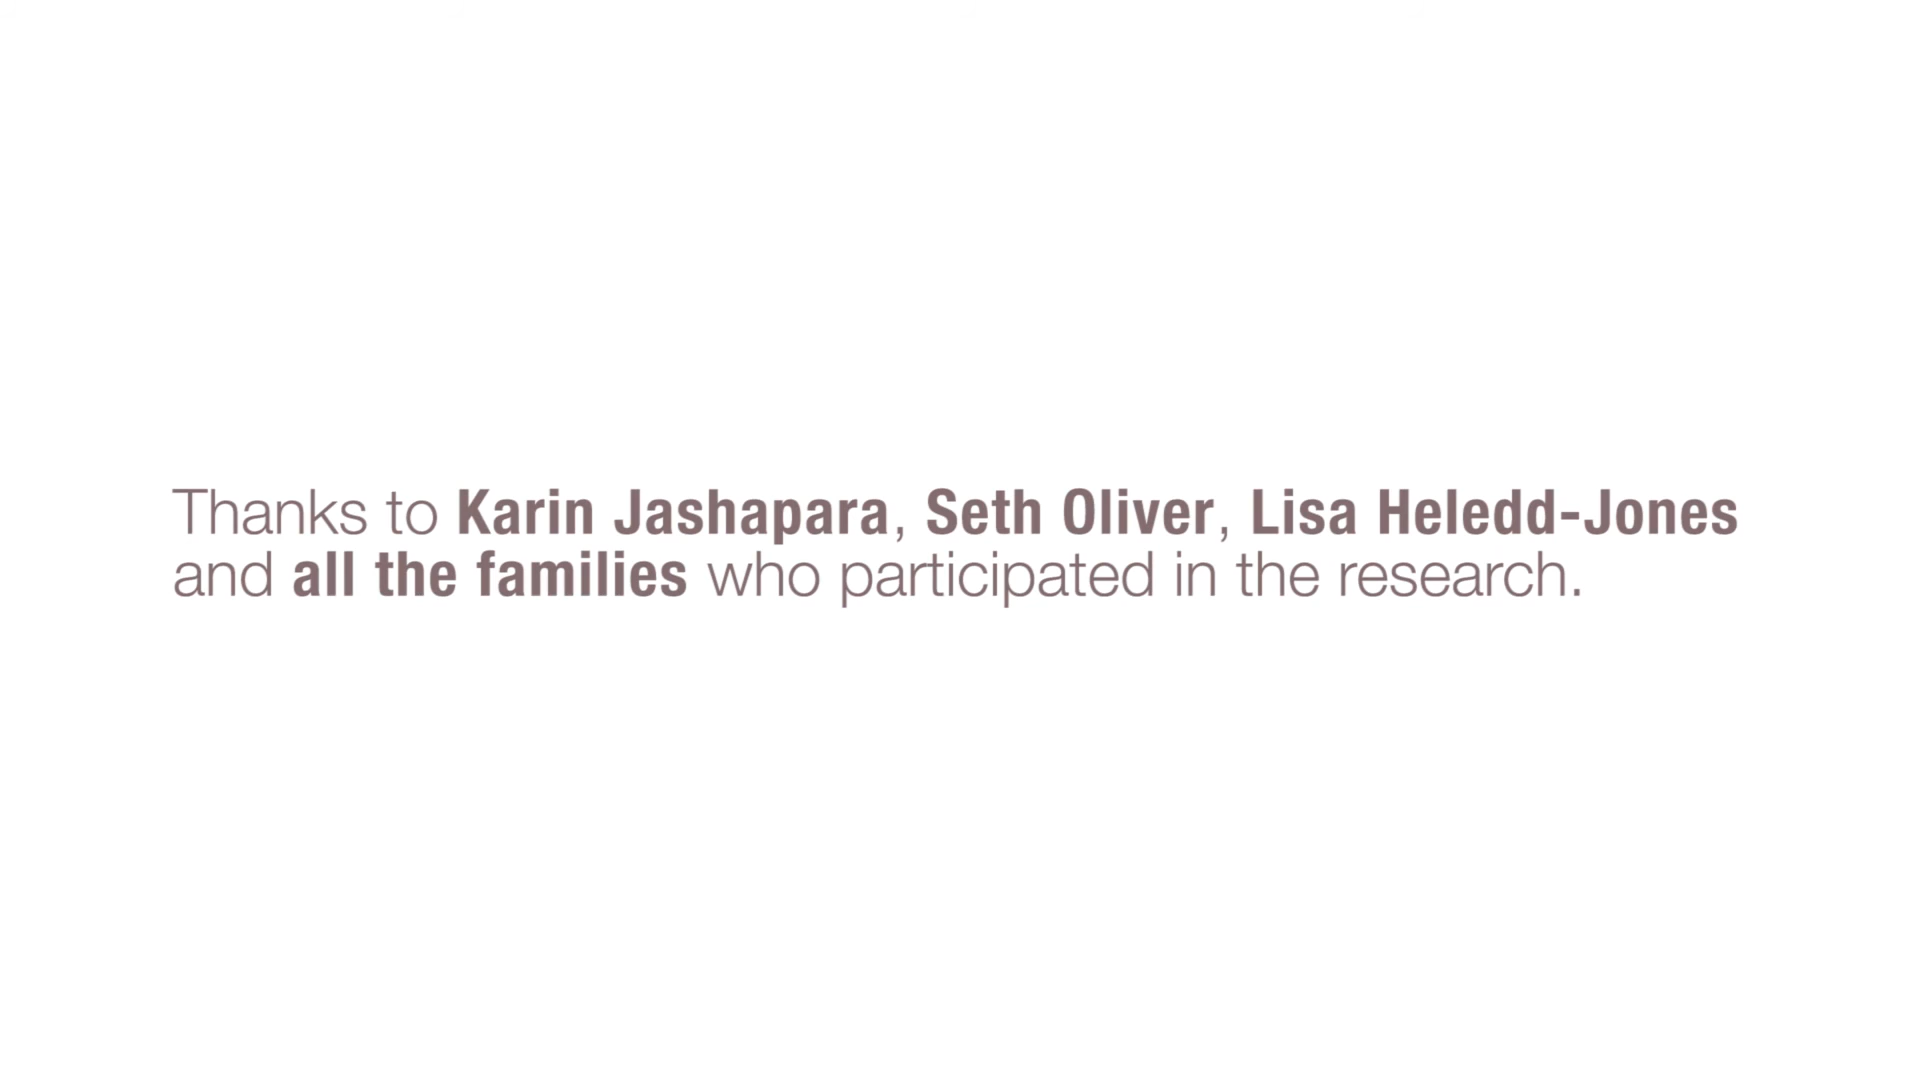 Thanks to Karin Jashapara, Seth Oliver, Lisa Heledd-Jones
and all the families who participated in the research.